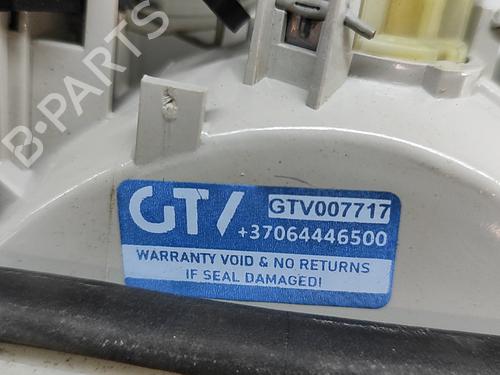 B-PARTS
GTV GTV007717
+37064446500
WARRANTY VOID & NO RETURNS
IF SEAL DAMAGED!